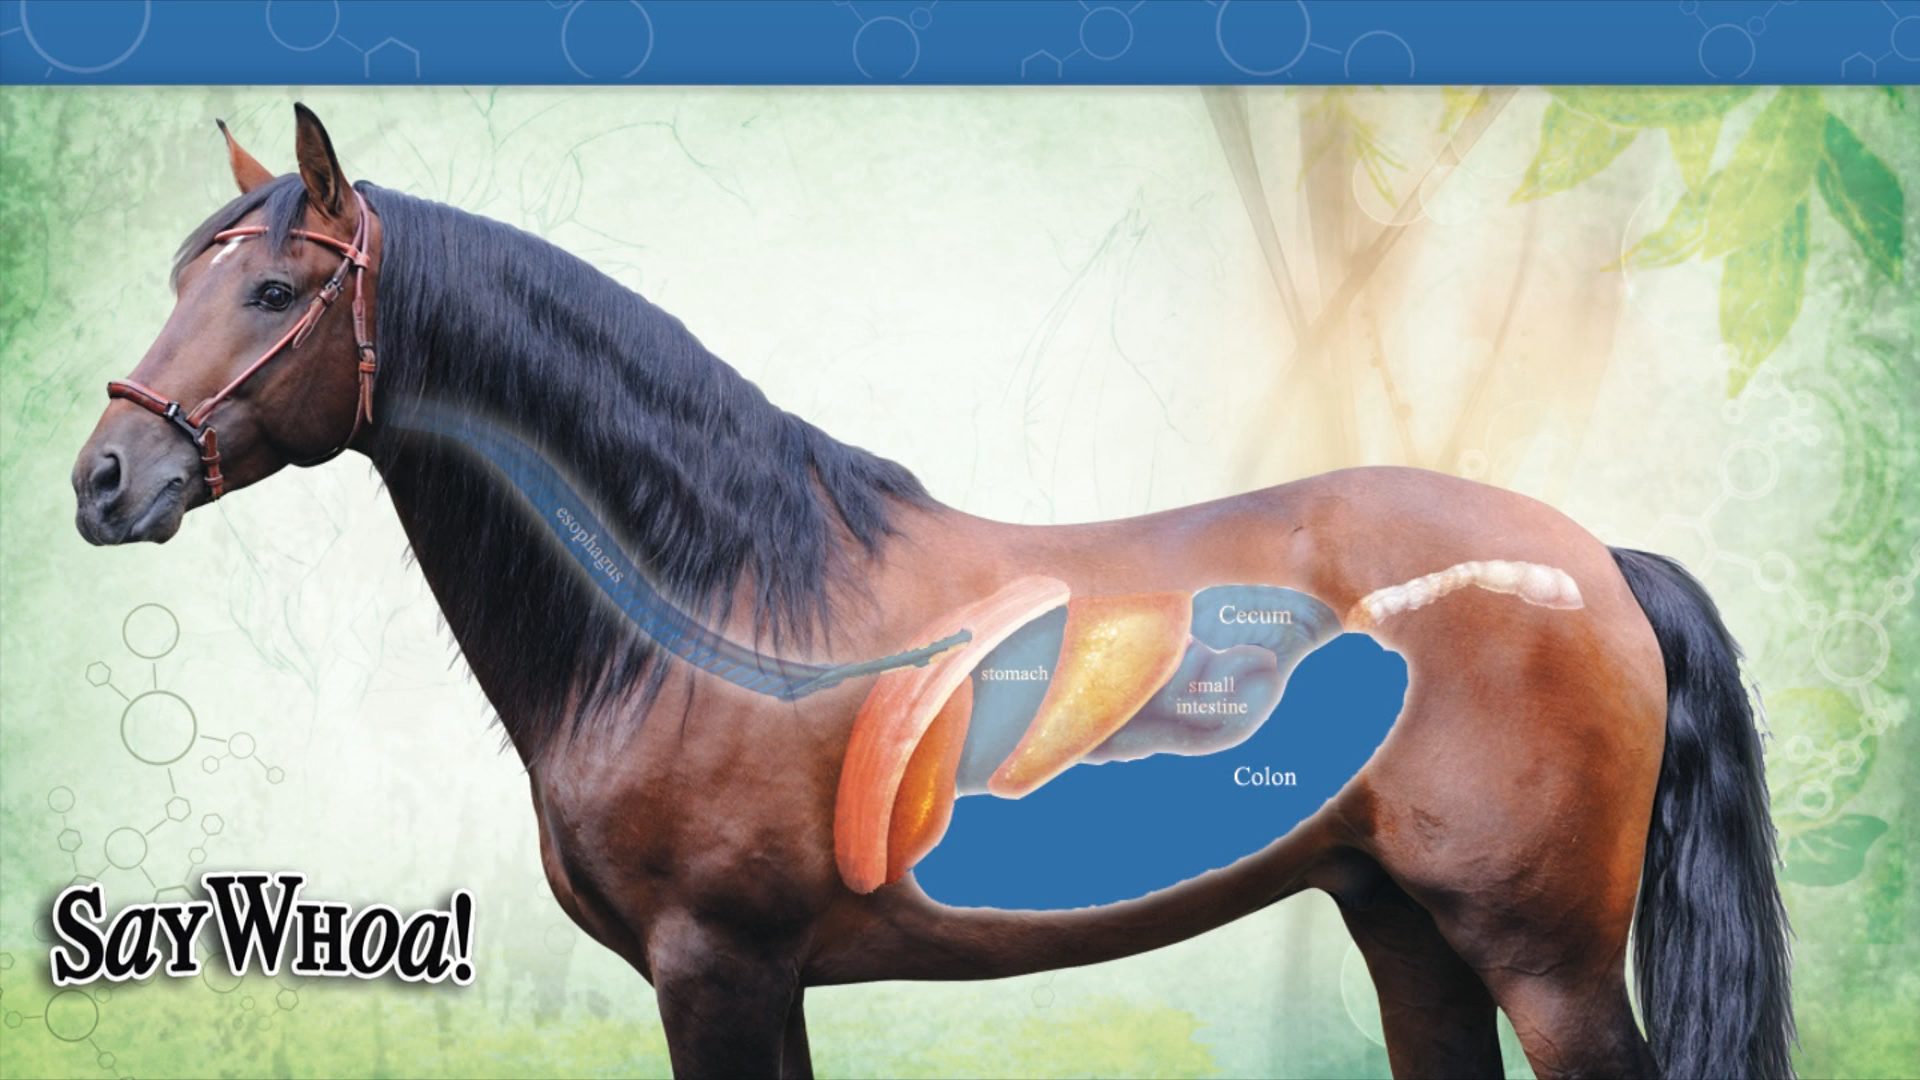 esophagus
Cecum
stomach
small
intestine
Colon
SayWhoa!